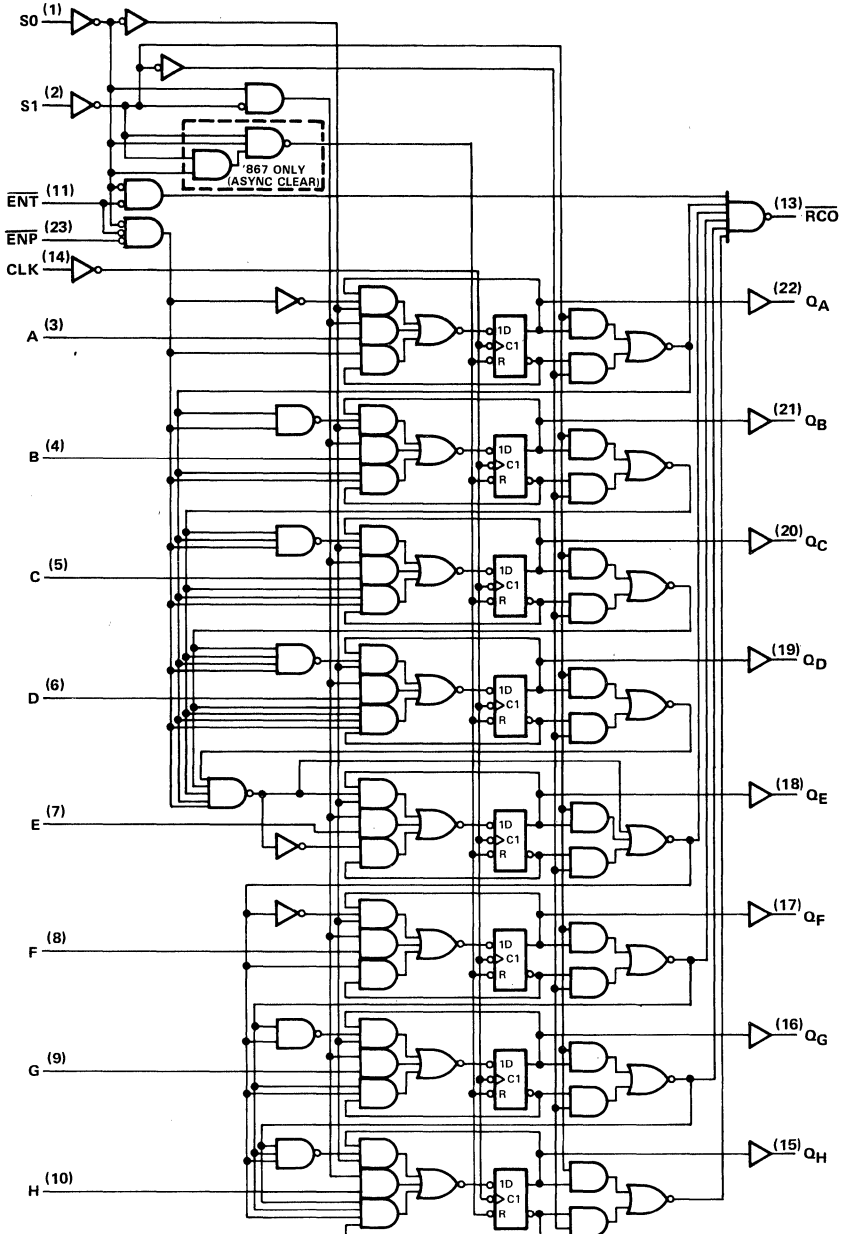 S0 (1)
S1 (2)
'867 ONLY
(ASYNC CLEAR)
ENT (11)
ENP (23)
CLK (14)
(13) RCO
A (3)
1D
C1
R
(22) QA
B (4)
1D
C1
R
(21) QB
C (5)
1D
C1
R
(20) QC
D (6)
1D
C1
R
(19) QD
E (7)
1D
C1
R
(18) QE
F (8)
1D
C1
R
(17) QF
G (9)
1D
C1
R
(16) QG
H (10)
1D
C1
R
(15) QH